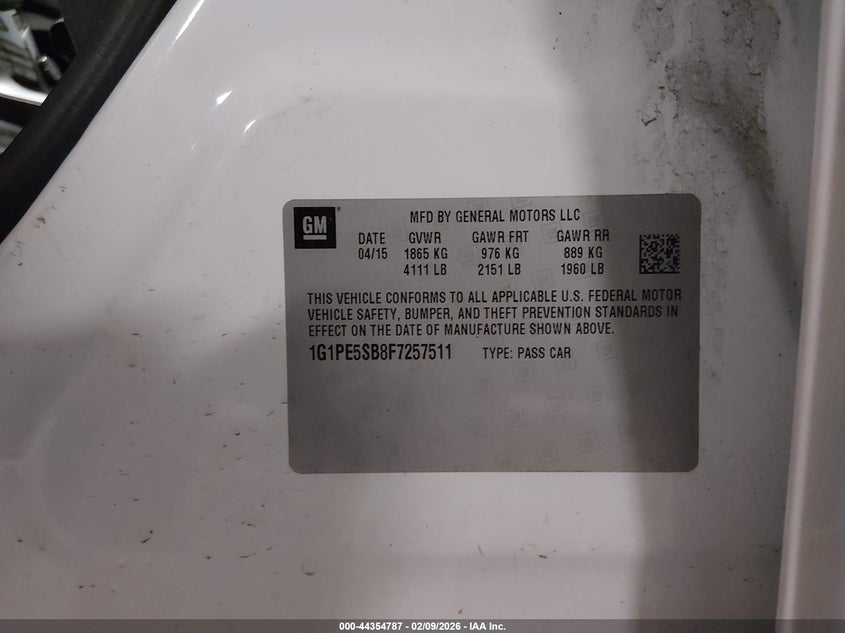 GM
MFD BY GENERAL MOTORS LLC
DATE GVWR GAWR FRT GAWR RR
04/15 1865 KG 976 KG 889 KG
4111 LB 2151 LB 1960 LB
THIS VEHICLE CONFORMS TO ALL APPLICABLE U.S. FEDERAL MOTOR
VEHICLE SAFETY, BUMPER, AND THEFT PREVENTION STANDARDS IN
EFFECT ON THE DATE OF MANUFACTURE SHOWN ABOVE.
1G1PE5SB8F7257511 TYPE: PASS CAR
000-44354787 - 02/09/2026 - IAA Inc.